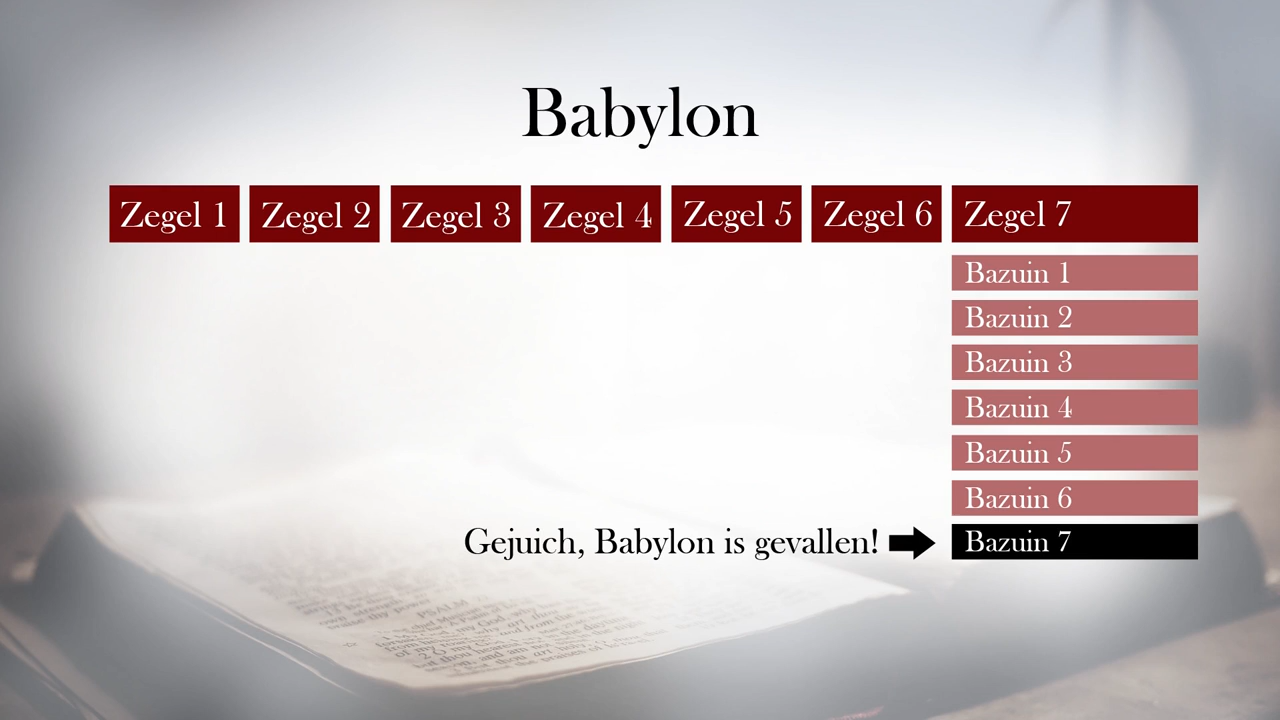 Babylon
Zegel 1 Zegel 2 Zegel 3 Zegel 4 Zegel 5 Zegel 6 Zegel 7
Bazuin 1
Bazuin 2
Bazuin 3
Bazuin 4
Bazuin 5
Bazuin 6
Gejuich, Babylon is gevallen! Bazuin 7
PSALM